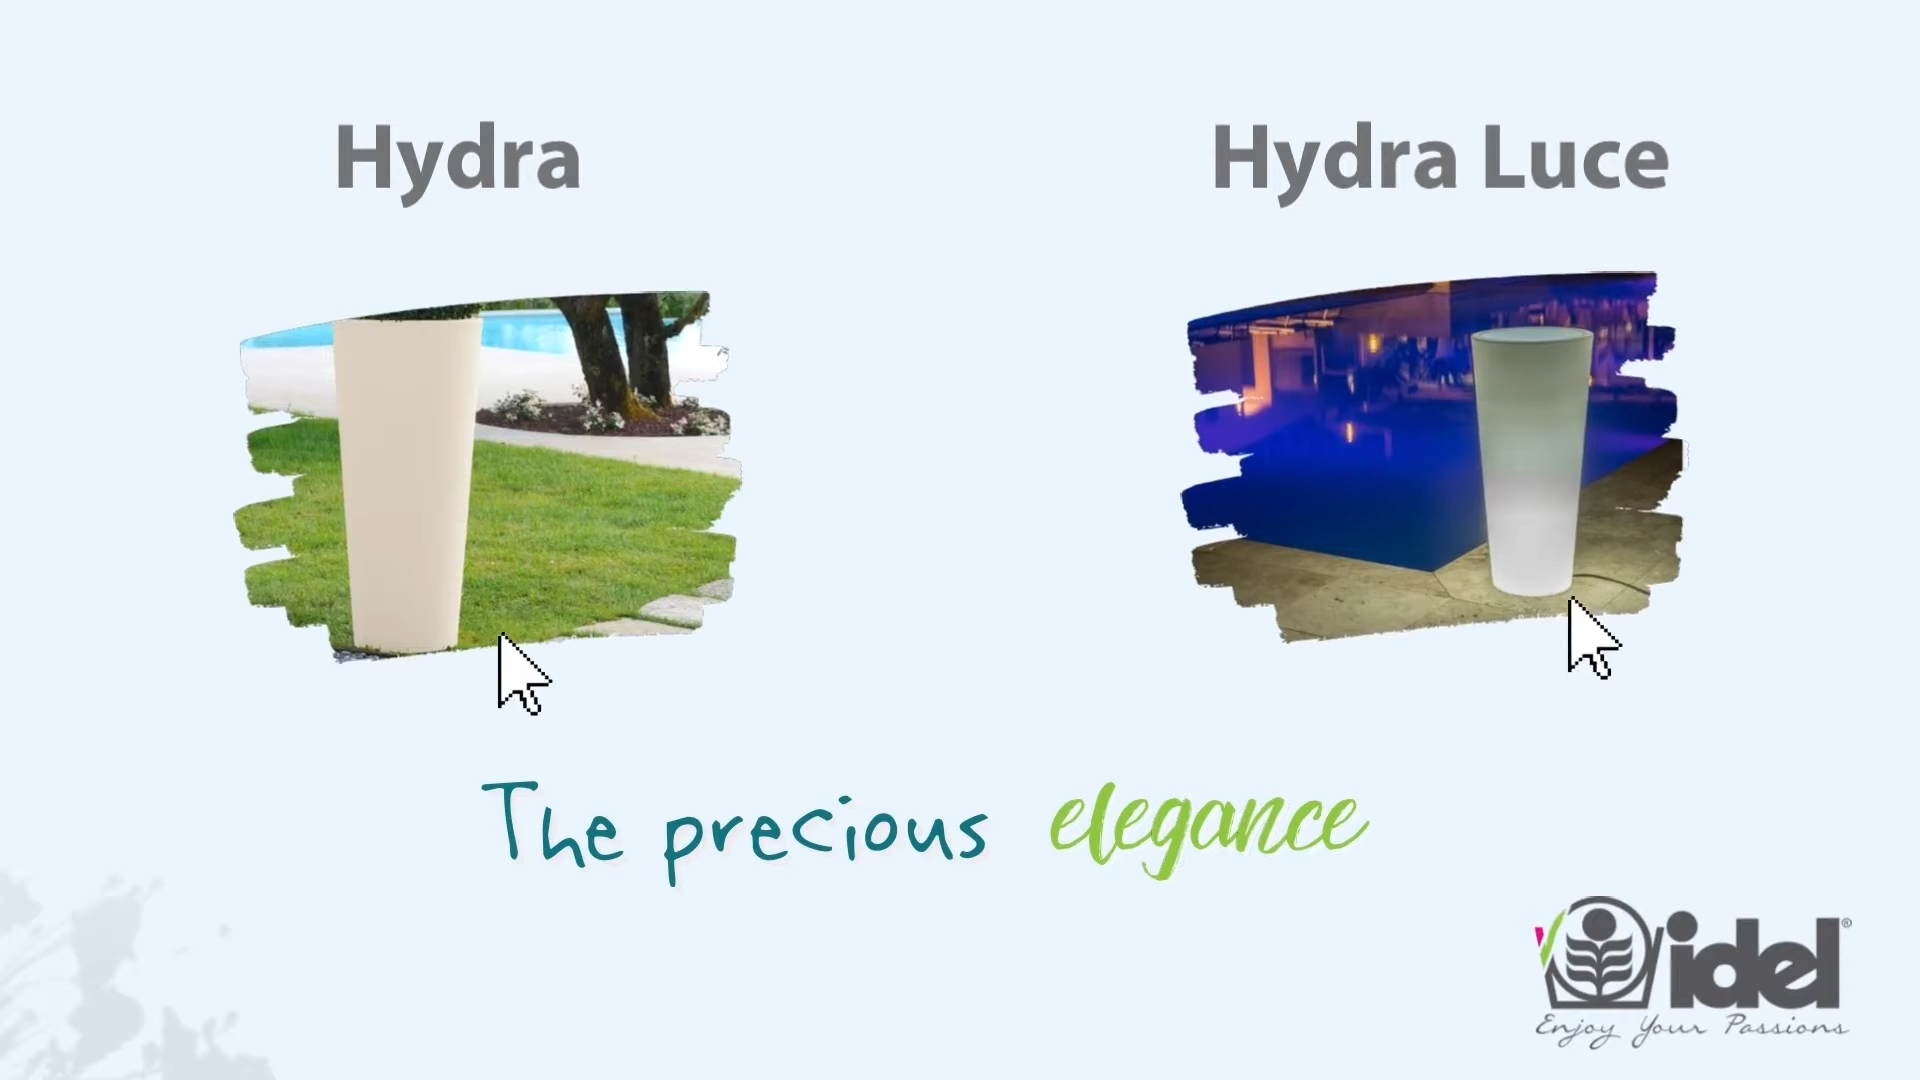 Hydra
Hydra Luce
The precious elegance
idel®
Enjoy Your Passions